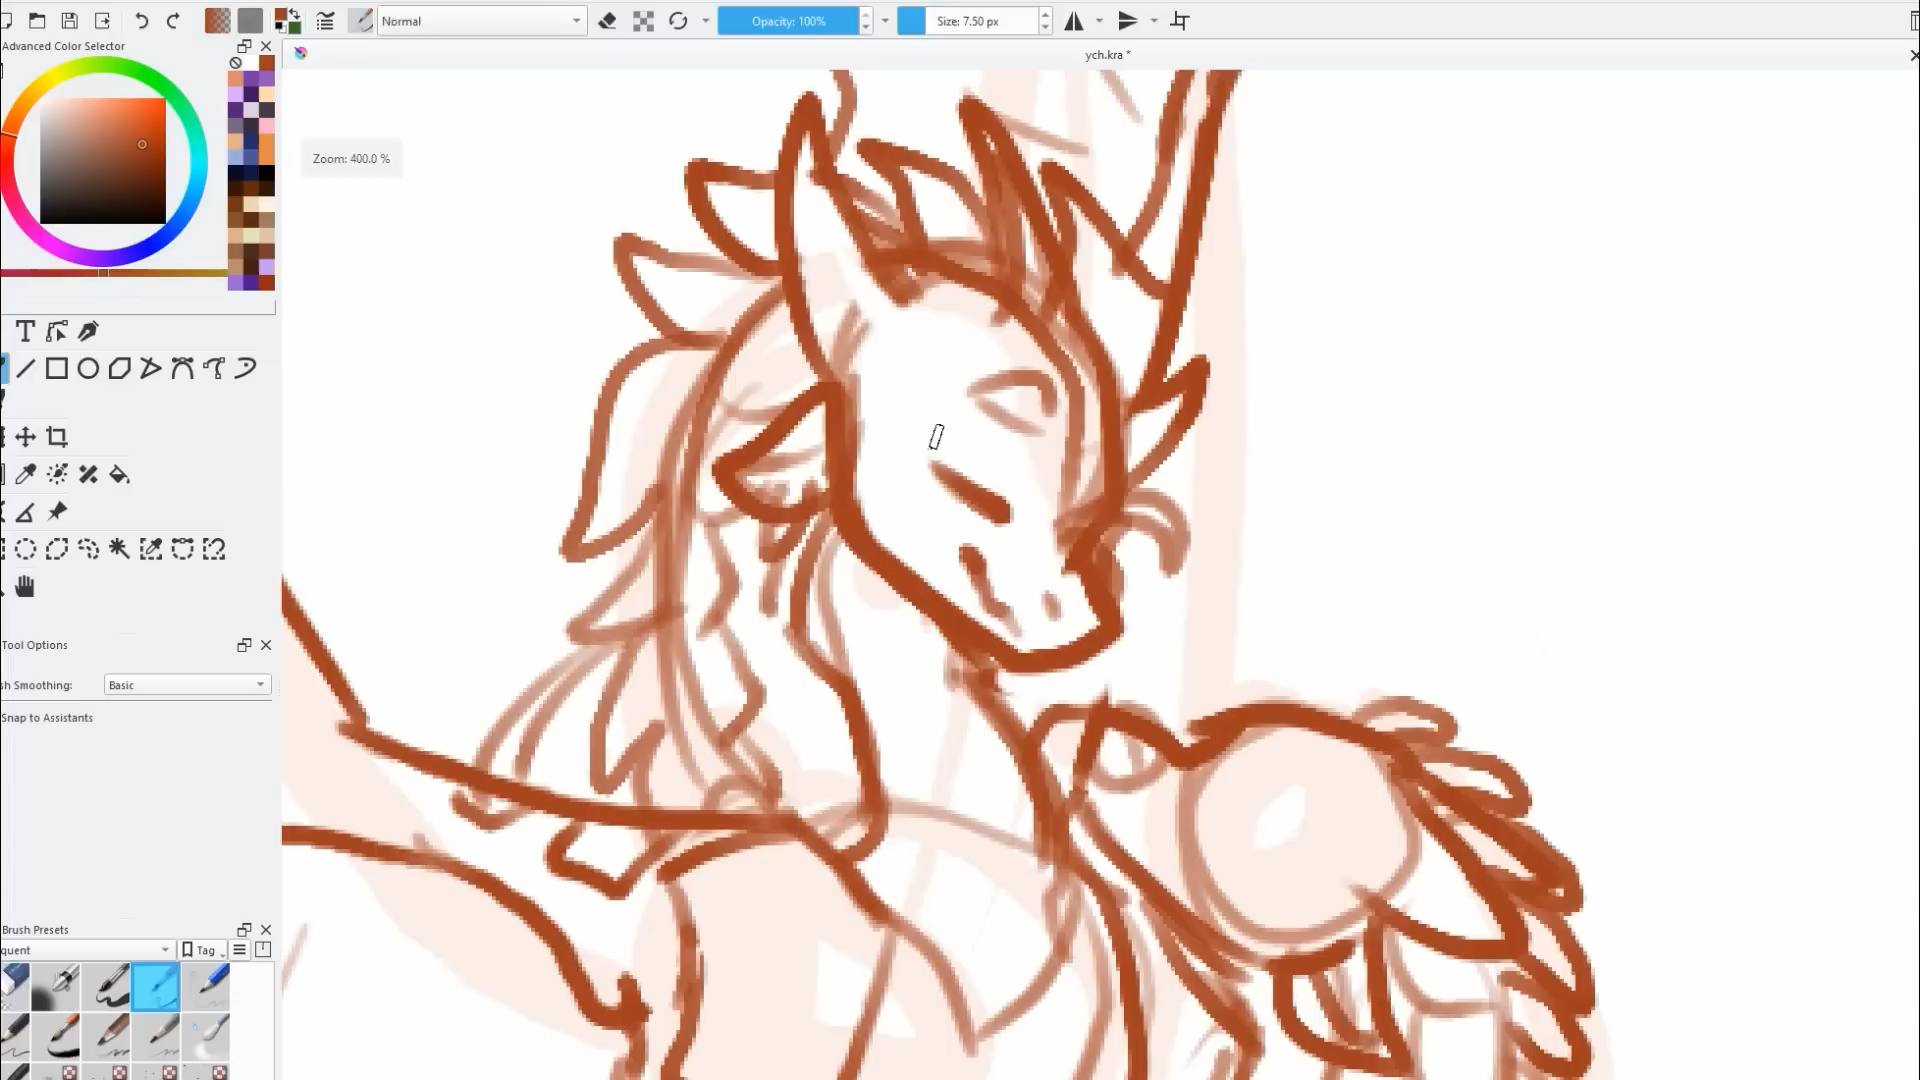 Normal
Opacity: 100%
Size: 7.50 px
Advanced Color Selector
ych.kra *
Zoom: 400.0 %
Tool Options
sh Smoothing:
Basic
Snap to Assistants
Brush Presets
quent
Tag